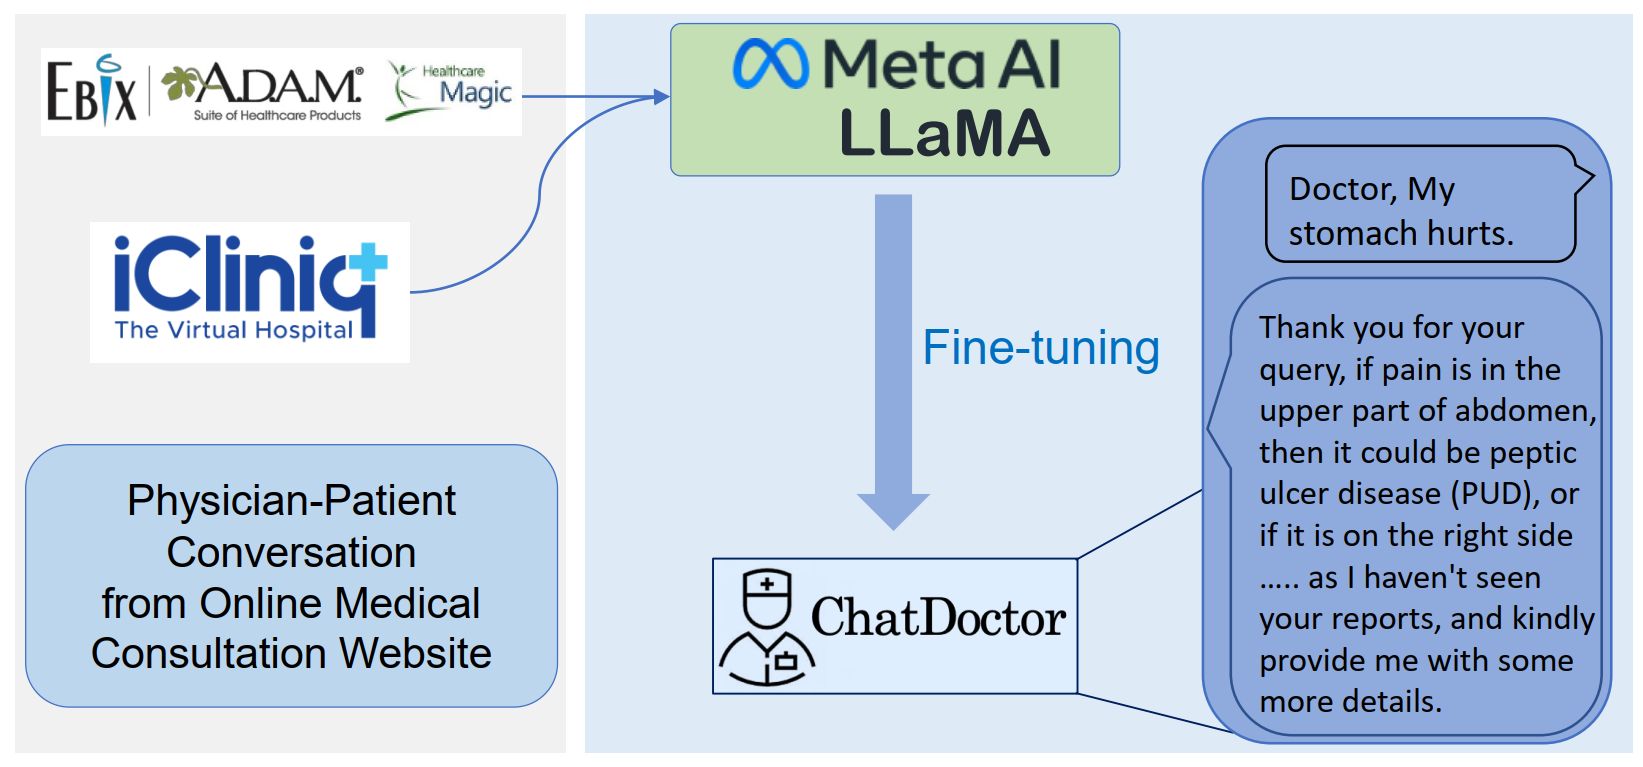 EBIX
A.D.A.M.®
Suite of Healthcare Products
Healthcare
Magic
iCliniq
The Virtual Hospital
Physician-Patient
Conversation
from Online Medical
Consultation Website
Meta AI
LLaMA
Fine-tuning
ChatDoctor
Doctor, My
stomach hurts.
Thank you for your
query, if pain is in the
upper part of abdomen,
then it could be peptic
ulcer disease (PUD), or
if it is on the right side
..... as I haven't seen
your reports, and kindly
provide me with some
more details.